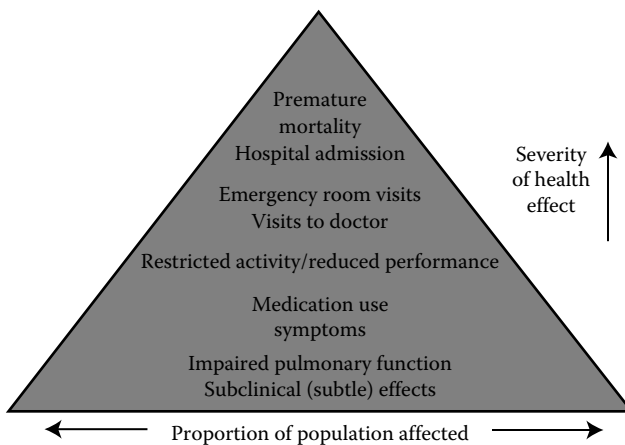 Premature
mortality
Hospital admission
Emergency room visits
Visits to doctor
Restricted activity/reduced performance
Medication use
symptoms
Impaired pulmonary function
Subclinical (subtle) effects
Severity
of health
effect
Proportion of population affected